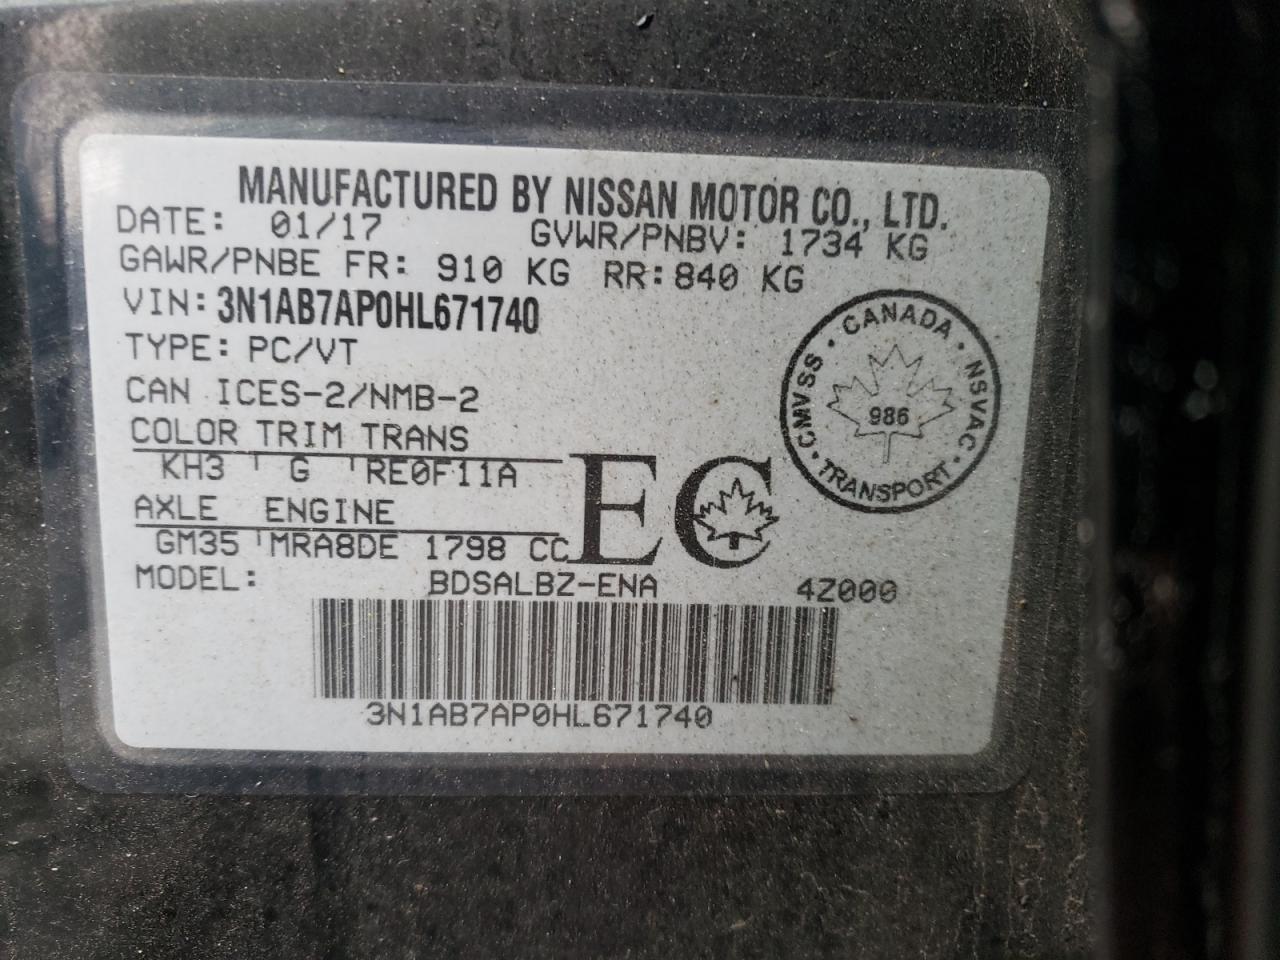 MANUFACTURED BY NISSAN MOTOR CO., LTD.
DATE: 01/17 GVWR/PNBV: 1734 KG
GAWR/PNBE FR: 910 KG RR: 840 KG
VIN: 3N1AB7AP0HL671740
TYPE: PC/VT
CAN ICES-2/NMB-2
COLOR TRIM TRANS
KH3 G RE0F11A
AXLE ENGINE
GM35 MRA8DE 1798 CC
MODEL: BDSALBZ-ENA 4Z000
EC
CANADA · NSVAC · TRANSPORT · CMVSS ·
986
3N1AB7AP0HL671740